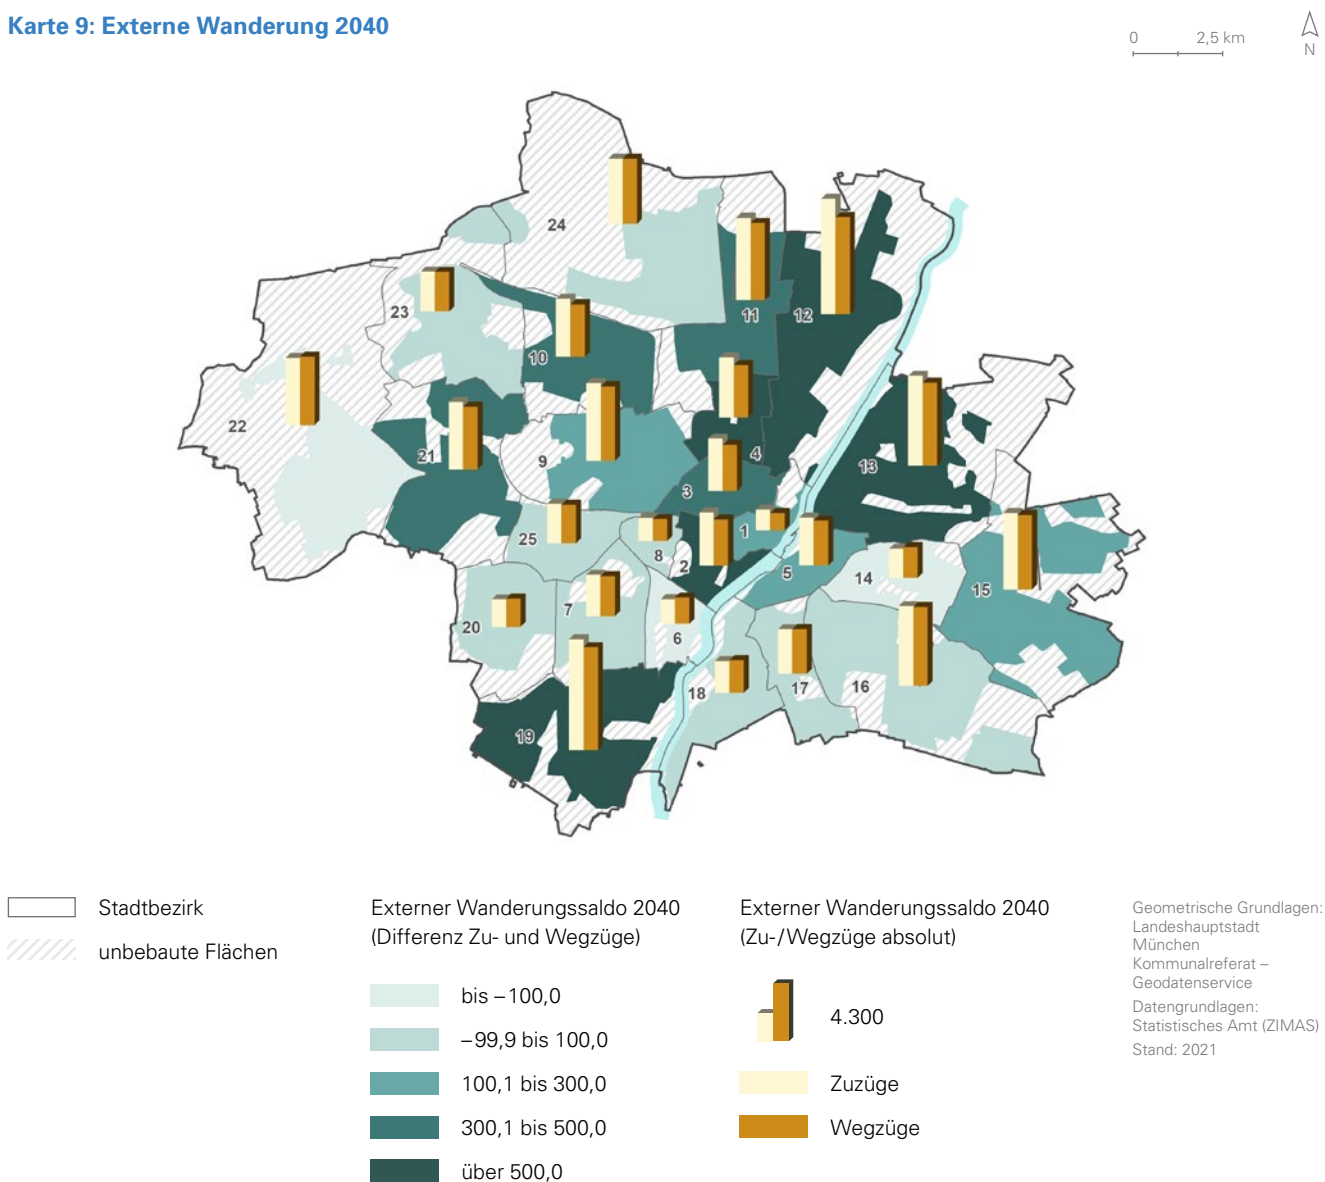 Karte 9: Externe Wanderung 2040
0 2,5 km
N
24
23
11
12
10
22
21
9
4
13
3
25
8
2
1
5
14
15
20
7
6
18
17
16
19
Stadtbezirk
unbebaute Flächen
Externer Wanderungssaldo 2040
(Differenz Zu- und Wegzüge)
bis –100,0
–99,9 bis 100,0
100,1 bis 300,0
300,1 bis 500,0
über 500,0
Externer Wanderungssaldo 2040
(Zu-/Wegzüge absolut)
4.300
Zuzüge
Wegzüge
Geometrische Grundlagen:
Landeshauptstadt
München
Kommunalreferat –
Geodatenservice
Datengrundlagen:
Statistisches Amt (ZIMAS)
Stand: 2021